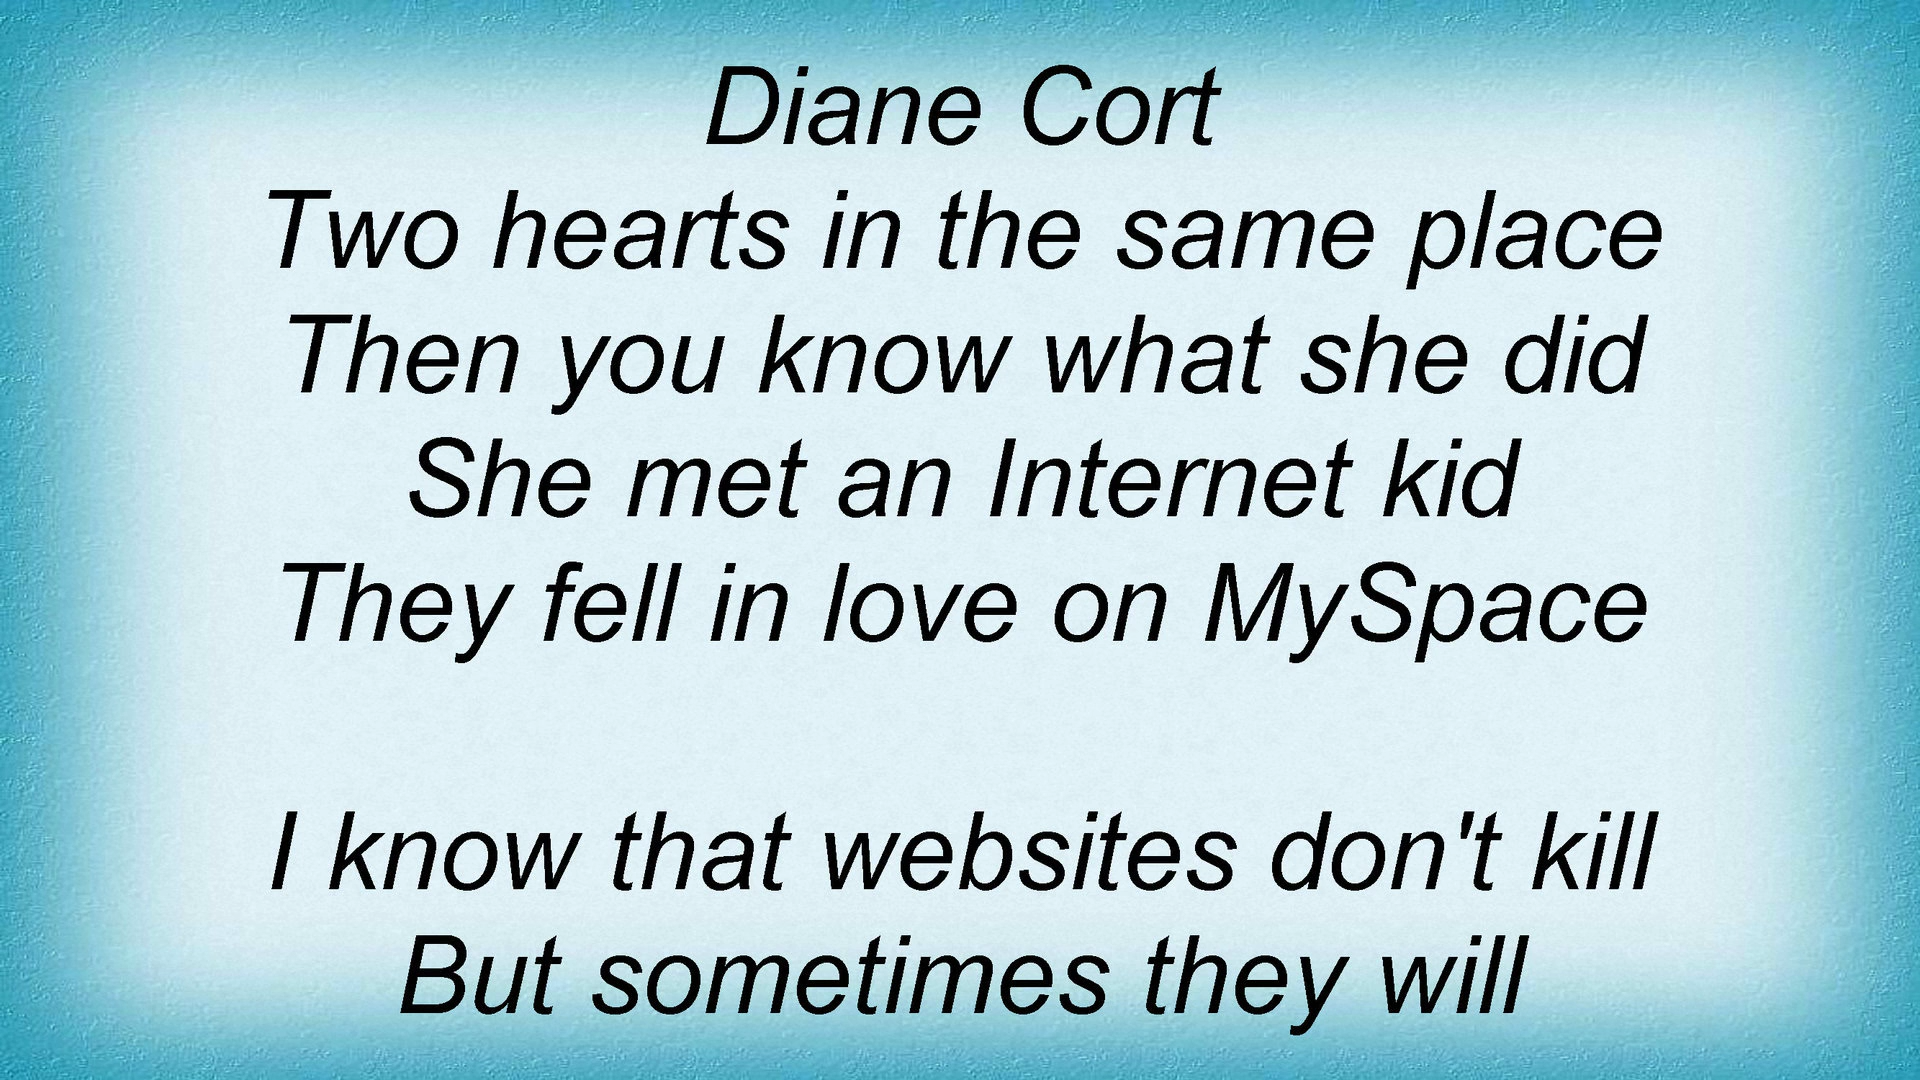 Diane Cort
Two hearts in the same place
Then you know what she did
She met an Internet kid
They fell in love on MySpace
I know that websites don't kill
But sometimes they will